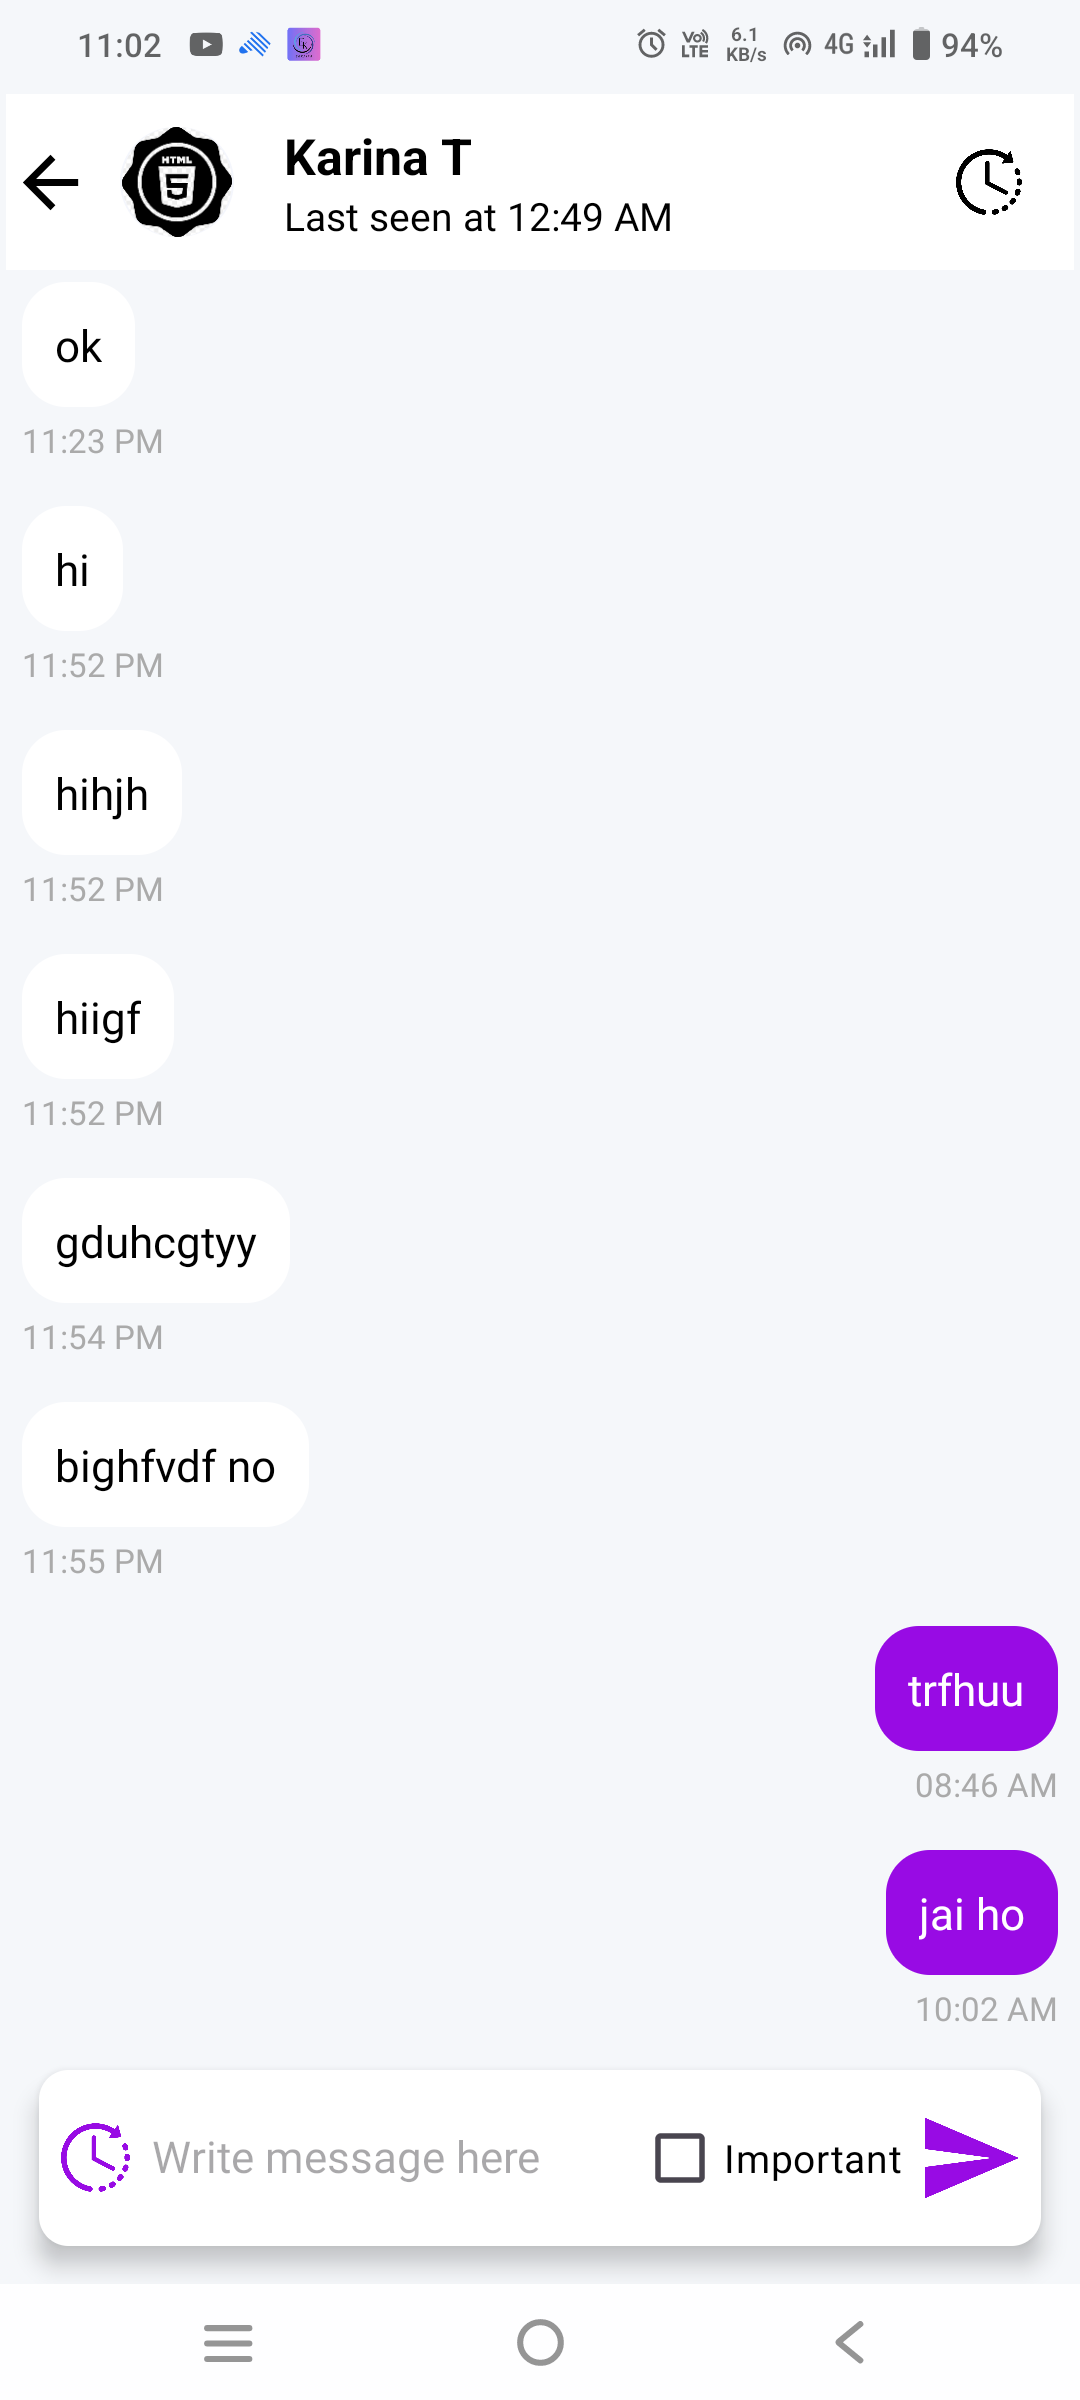 11:02
Vo)) LTE
6.1 KB/s
4G
94%
HTML 5
Karina T
Last seen at 12:49 AM
ok
11:23 PM
hi
11:52 PM
hihjh
11:52 PM
hiigf
11:52 PM
gduhcgtyy
11:54 PM
bighfvdf no
11:55 PM
trfhuu
08:46 AM
jai ho
10:02 AM
Write message here
Important